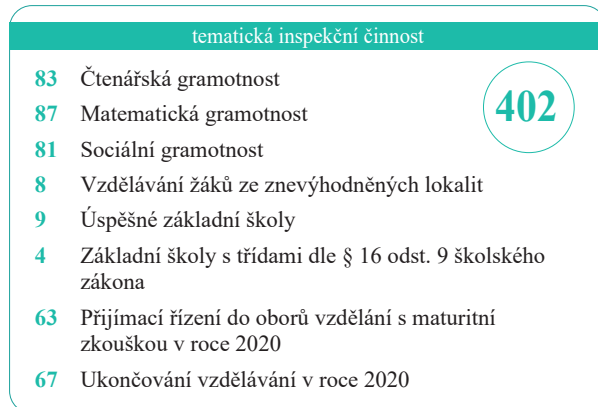 tematická inspekční činnost
402
83 Čtenářská gramotnost
87 Matematická gramotnost
81 Sociální gramotnost
8 Vzdělávání žáků ze znevýhodněných lokalit
9 Úspěšné základní školy
4 Základní školy s třídami dle § 16 odst. 9 školského
zákona
63 Přijímací řízení do oborů vzdělání s maturitní
zkouškou v roce 2020
67 Ukončování vzdělávání v roce 2020